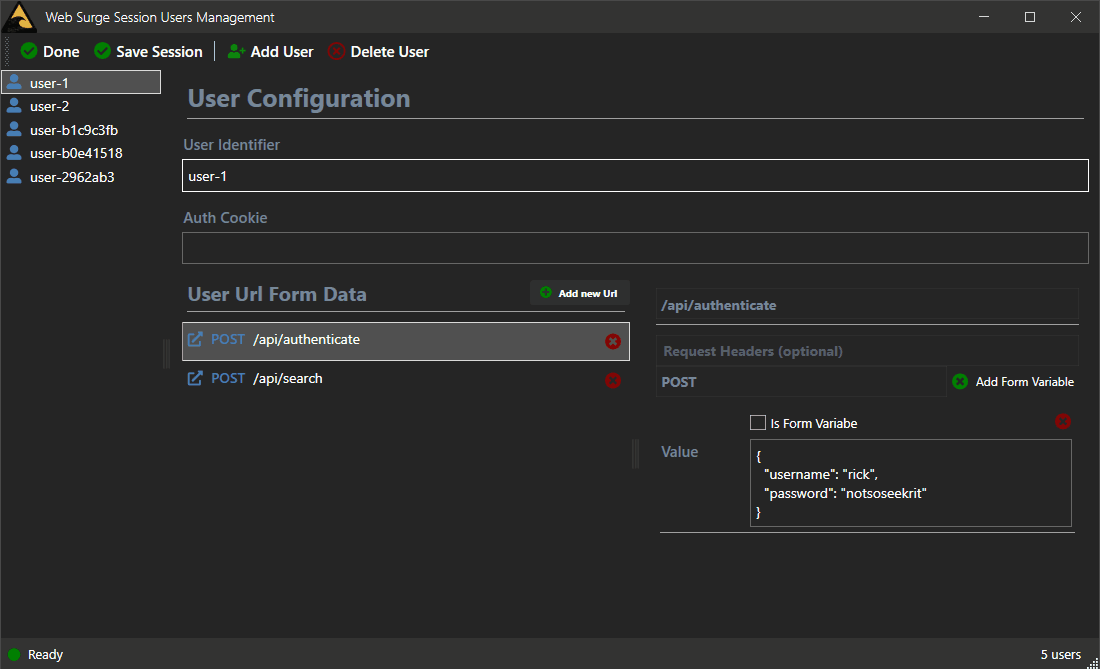 Web Surge Session Users Management
Done Save Session Add User Delete User
user-1
user-2
user-b1c9c3fb
user-b0e41518
user-2962ab3
User Configuration
User Identifier
user-1
Auth Cookie
User Url Form Data
Add new Url
POST /api/authenticate
POST /api/search
/api/authenticate
Request Headers (optional)
POST
Add Form Variable
Is Form Variabe
Value
{
"username": "rick",
"password": "notsoseekrit"
}
Ready
5 users